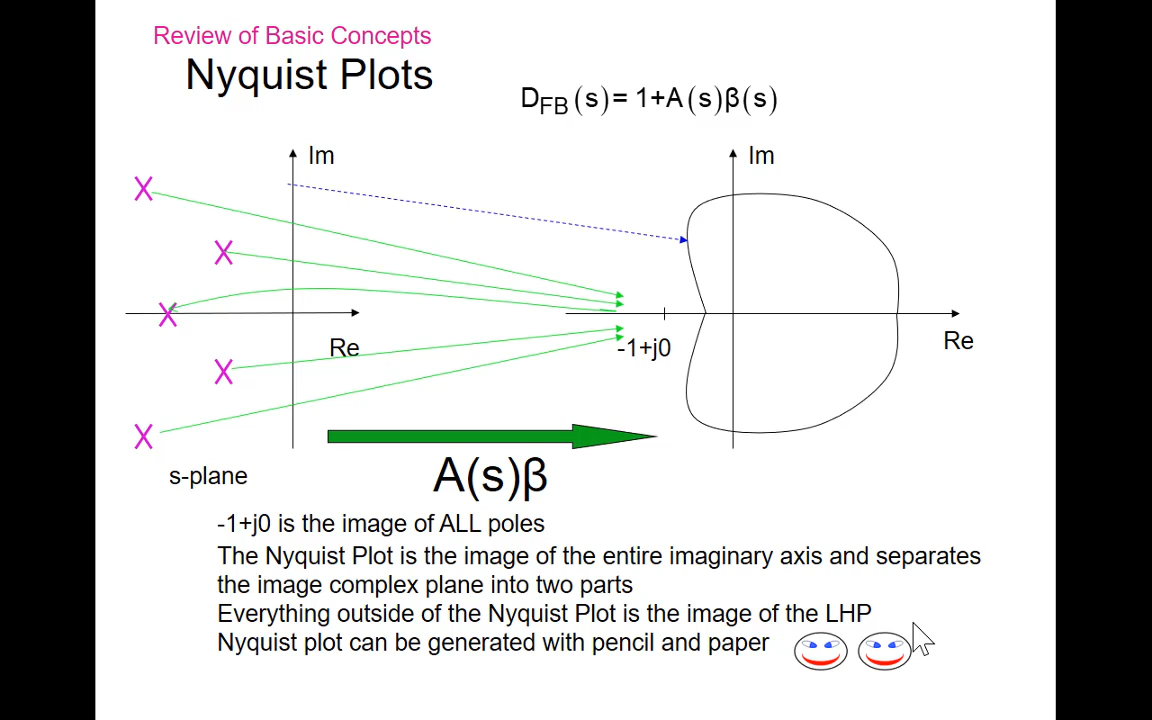 Review of Basic Concepts
Nyquist Plots
D_FB(s)= 1+A(s)β(s)
Im
Im
X
X
X
Re
-1+j0
Re
X
X
s-plane
A(s)β
-1+j0 is the image of ALL poles
The Nyquist Plot is the image of the entire imaginary axis and separates
the image complex plane into two parts
Everything outside of the Nyquist Plot is the image of the LHP
Nyquist plot can be generated with pencil and paper